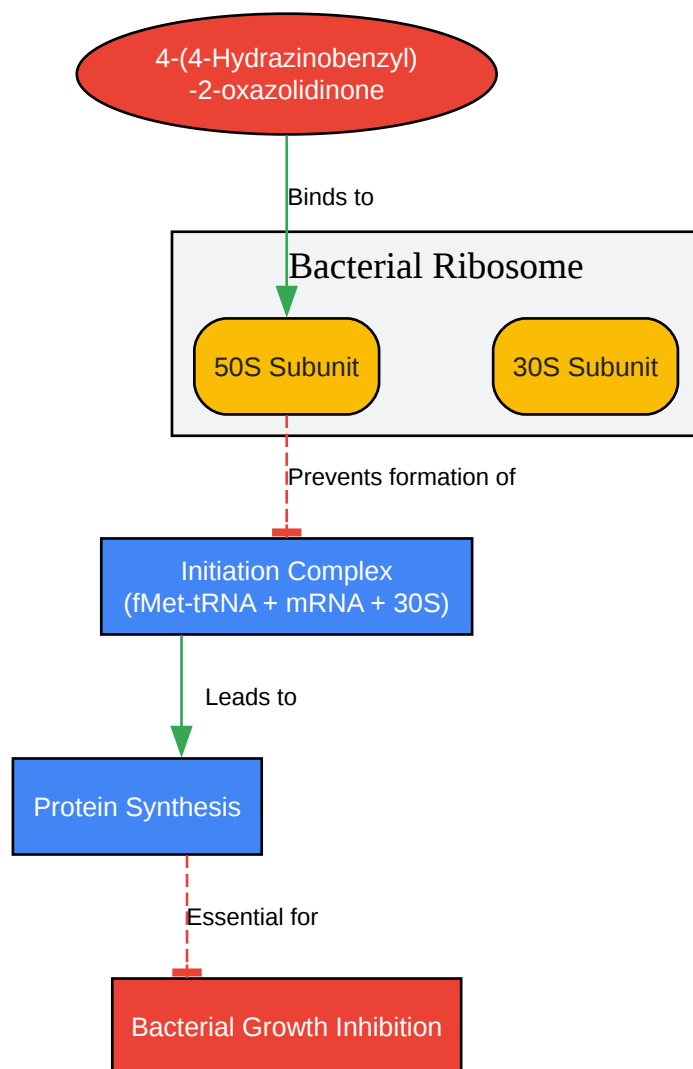 4-(4-Hydrazinobenzyl)
-2-oxazolidinone
Binds to
Bacterial Ribosome
50S Subunit
30S Subunit
Prevents formation of
Initiation Complex
(fMet-tRNA + mRNA + 30S)
Leads to
Protein Synthesis
Essential for
Bacterial Growth Inhibition